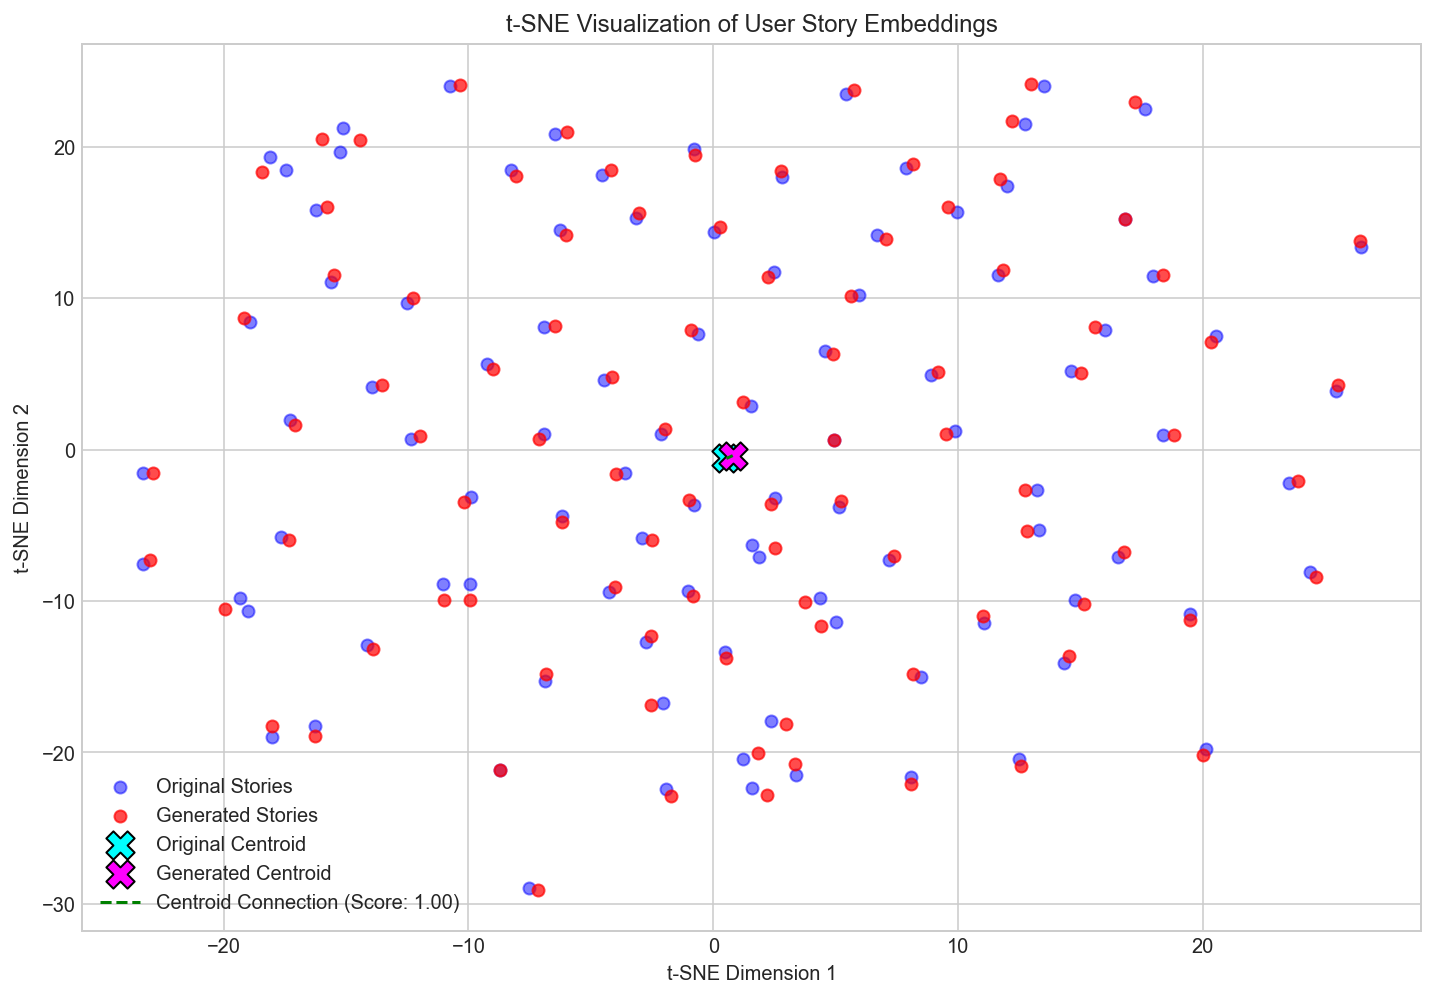 t-SNE Visualization of User Story Embeddings
t-SNE Dimension 2
20
10
0
−10
−20
−30
Original Stories
Generated Stories
Original Centroid
Generated Centroid
Centroid Connection (Score: 1.00)
−20
−10
0
10
20
t-SNE Dimension 1